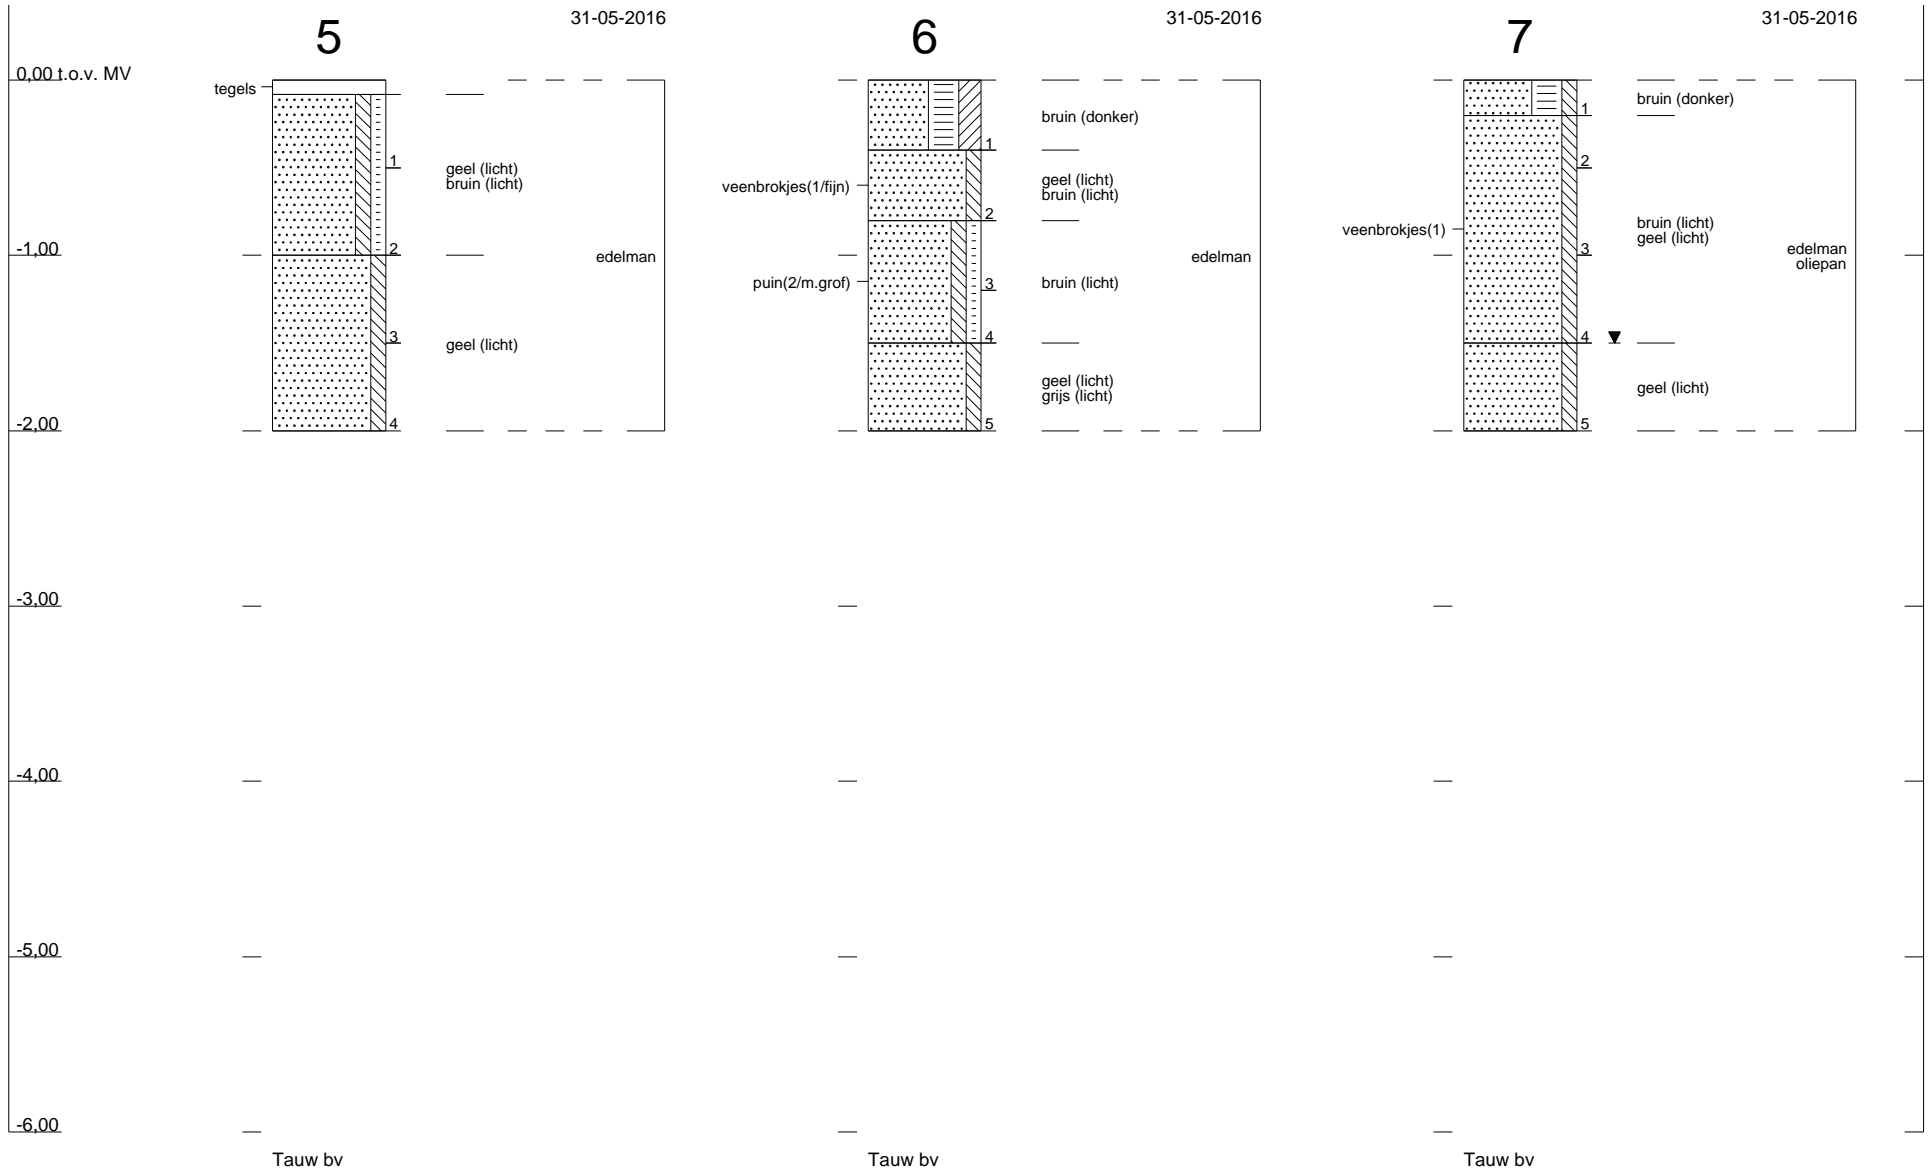 5
31-05-2016
6
31-05-2016
7
31-05-2016
0,00 t.o.v. MV
-1,00
-2,00
-3,00
-4,00
-5,00
-6,00
tegels
1
2
3
4
geel (licht)
bruin (licht)
geel (licht)
edelman
Tauw bv
veenbrokjes(1/fijn)
puin(2/m.grof)
1
2
3
4
5
bruin (donker)
geel (licht)
bruin (licht)
bruin (licht)
geel (licht)
grijs (licht)
edelman
Tauw bv
veenbrokjes(1)
1
2
3
4
5
bruin (donker)
bruin (licht)
geel (licht)
geel (licht)
edelman
oliepan
Tauw bv